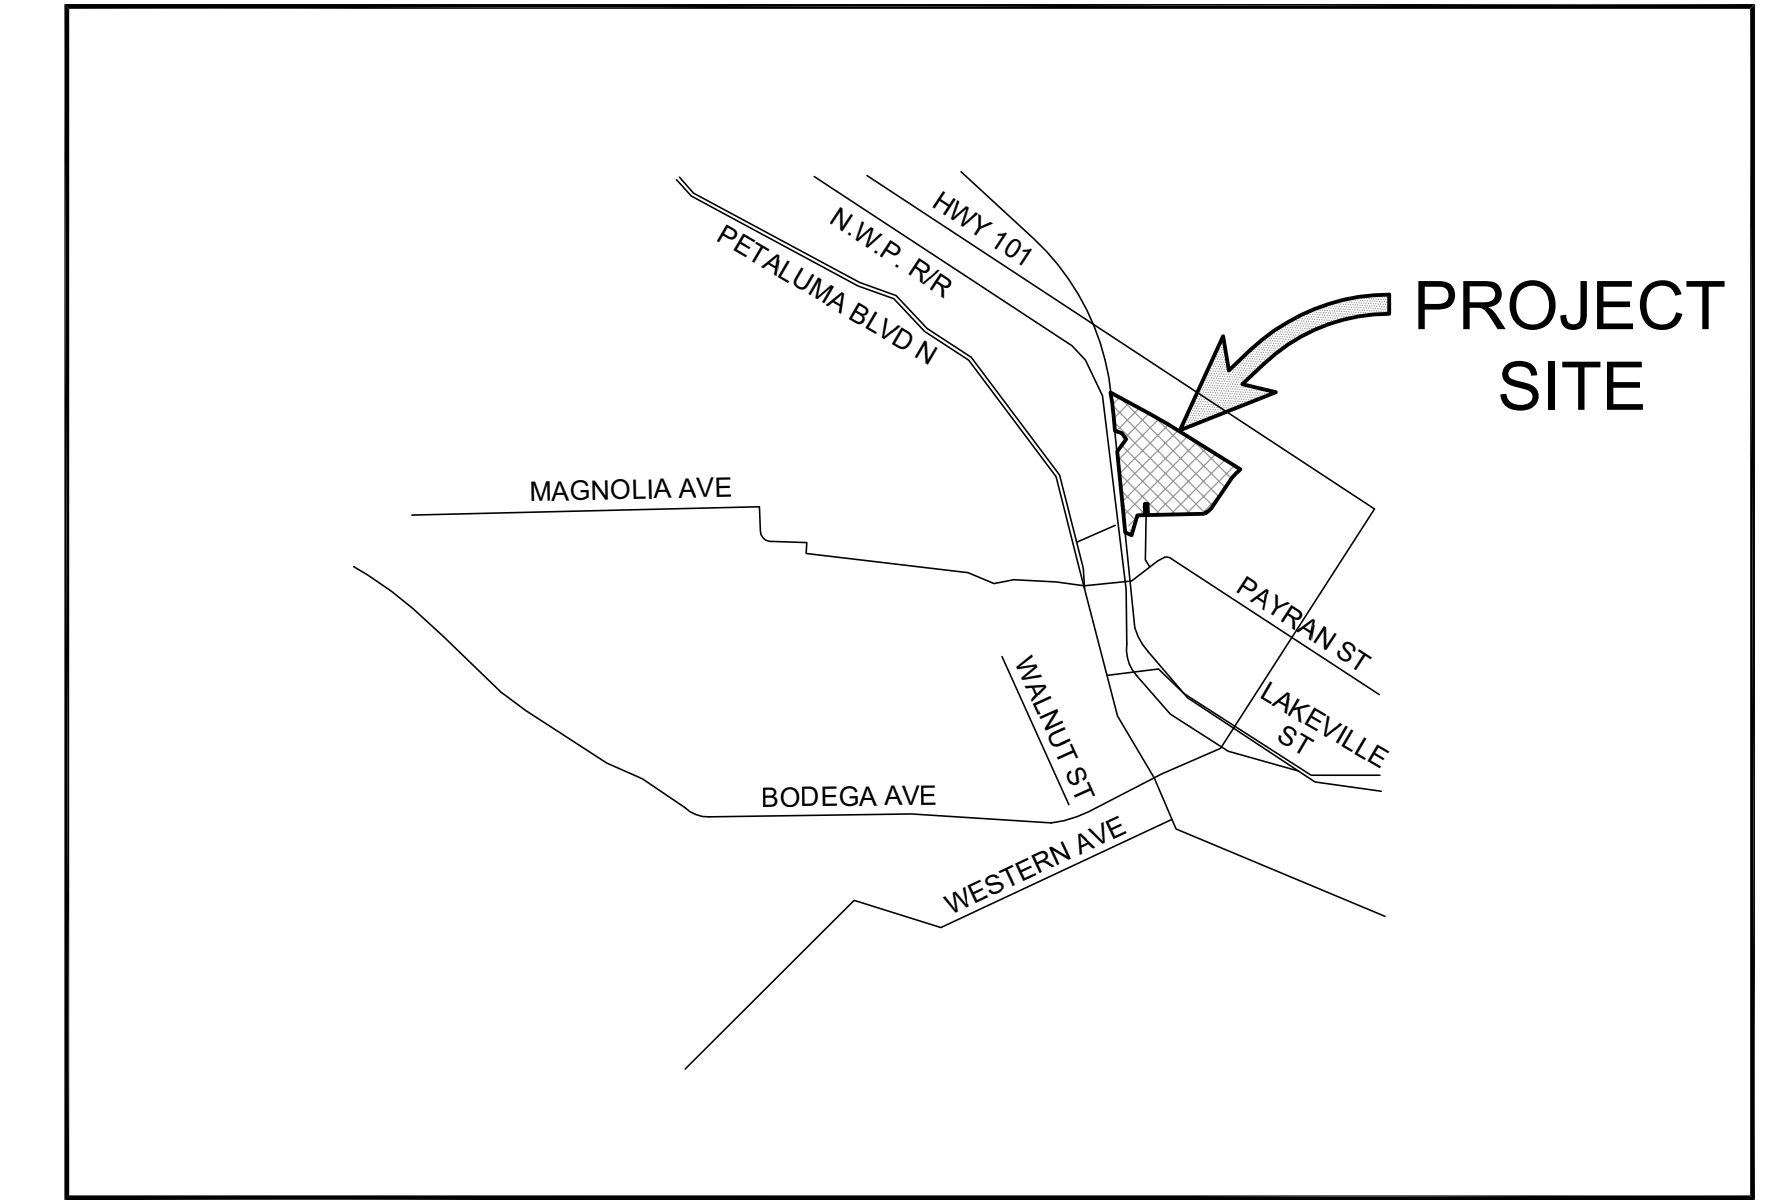 HWY 101
N.W.P. R/R
PETALUMA BLVD N
PROJECT
SITE
MAGNOLIA AVE
PAYRAN ST
WALNUT ST
LAKEVILLE
ST
BODEGA AVE
WESTERN AVE